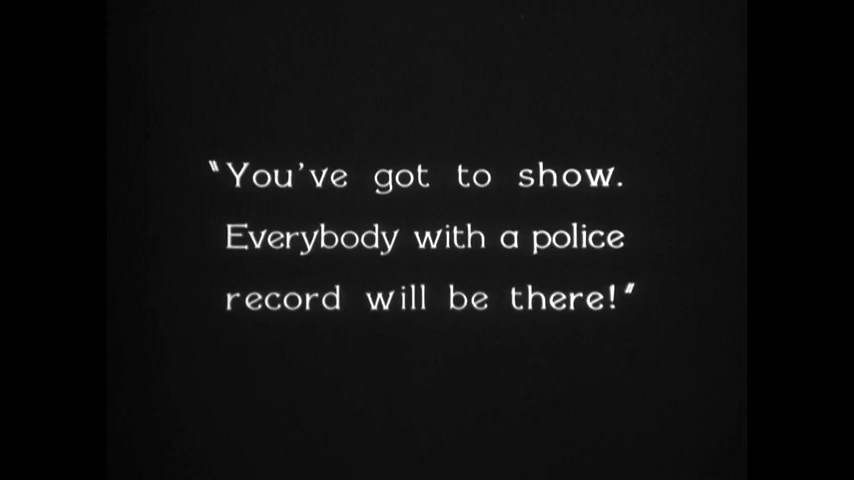 "You've got to show.
Everybody with a police
record will be there!"